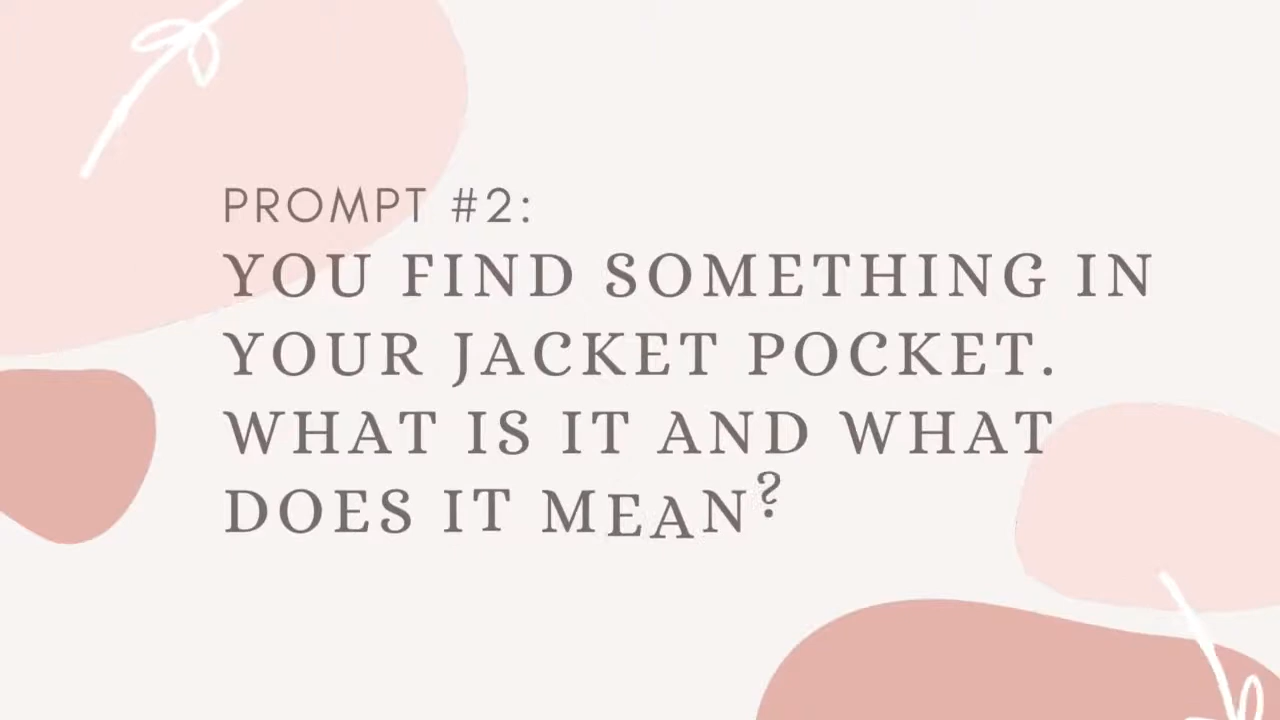 PROMPT #2:
YOU FIND SOMETHING IN
YOUR JACKET POCKET.
WHAT IS IT AND WHAT
DOES IT MEAN?